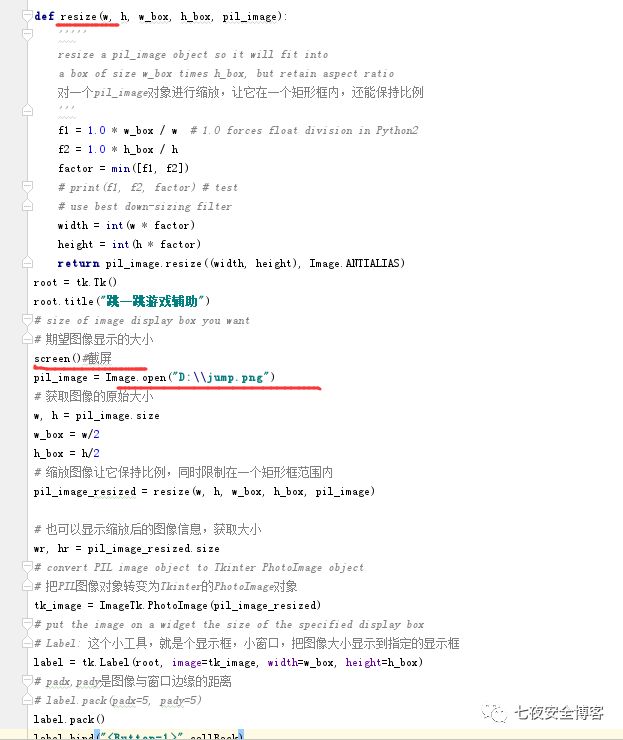 def resize(w, h, w_box, h_box, pil_image):
    '''''
    resize a pil_image object so it will fit into
    a box of size w_box times h_box, but retain aspect ratio
    对一个pil_image对象进行缩放，让它在一个矩形框内，还能保持比例
    '''
    f1 = 1.0 * w_box / w  # 1.0 forces float division in Python2
    f2 = 1.0 * h_box / h
    factor = min([f1, f2])
    # print(f1, f2, factor) # test
    # use best down-sizing filter
    width = int(w * factor)
    height = int(h * factor)
    return pil_image.resize((width, height), Image.ANTIALIAS)
root = tk.Tk()
root.title("跳一跳游戏辅助")
# size of image display box you want
# 期望图像显示的大小
screen()#截屏
pil_image = Image.open("D:\\jump.png")
# 获取图像的原始大小
w, h = pil_image.size
w_box = w/2
h_box = h/2
# 缩放图像让它保持比例，同时限制在一个矩形框范围内
pil_image_resized = resize(w, h, w_box, h_box, pil_image)
# 也可以显示缩放后的图像信息，获取大小
wr, hr = pil_image_resized.size
# convert PIL image object to Tkinter PhotoImage object
# 把PIL图像对象转变为Tkinter的PhotoImage对象
tk_image = ImageTk.PhotoImage(pil_image_resized)
# put the image on a widget the size of the specified display box
# Label: 这个小工具，就是个显示框，小窗口，把图像大小显示到指定的显示框
label = tk.Label(root, image=tk_image, width=w_box, height=h_box)
# padx,pady是图像与窗口边缘的距离
# label.pack(padx=5, pady=5)
label.pack()
label.bind("<Button-1>",callBack)
七夜安全博客